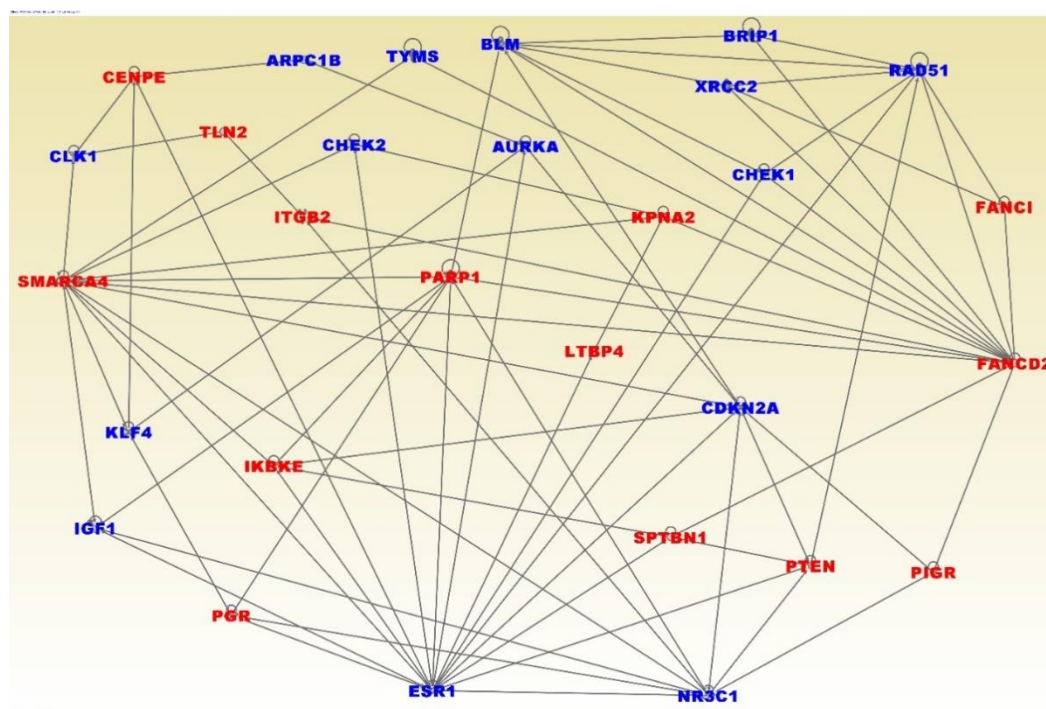 BRIP1
BLM
TYMS
ARPC1B
RAD51
CENPE
XRCC2
TLN2
CHEK2
AURKA
CLK1
CHEK1
FANCI
ITGB2
KPNA2
SMARCA4
PARP1
LTBP4
FANCD2
CDKN2A
KLF4
IKBKE
IGF1
SPTBN1
PTEN
PIGR
PGR
ESR1
NR3C1